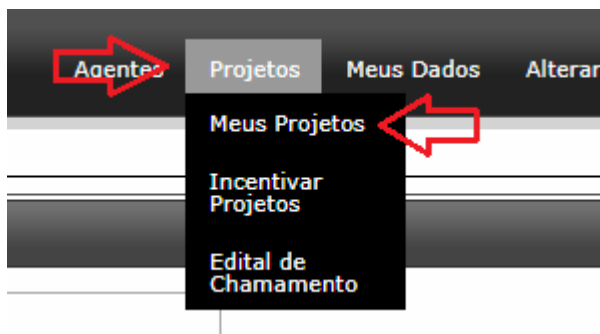 Agentes Projetos Meus Dados Alterar
Meus Projetos
Incentivar
Projetos
Edital de
Chamamento